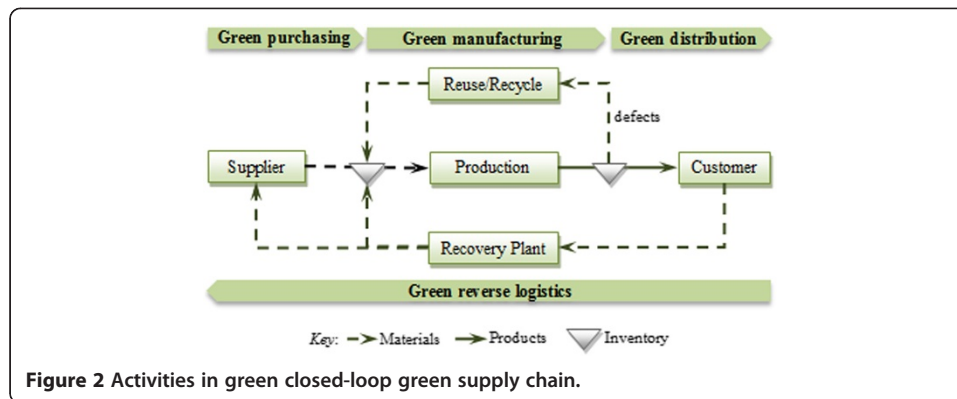 Green purchasing Green manufacturing Green distribution
Reuse/Recycle
defects
Supplier Production Customer
Recovery Plant
Green reverse logistics
Key: Materials Products Inventory
Figure 2 Activities in green closed-loop green supply chain.